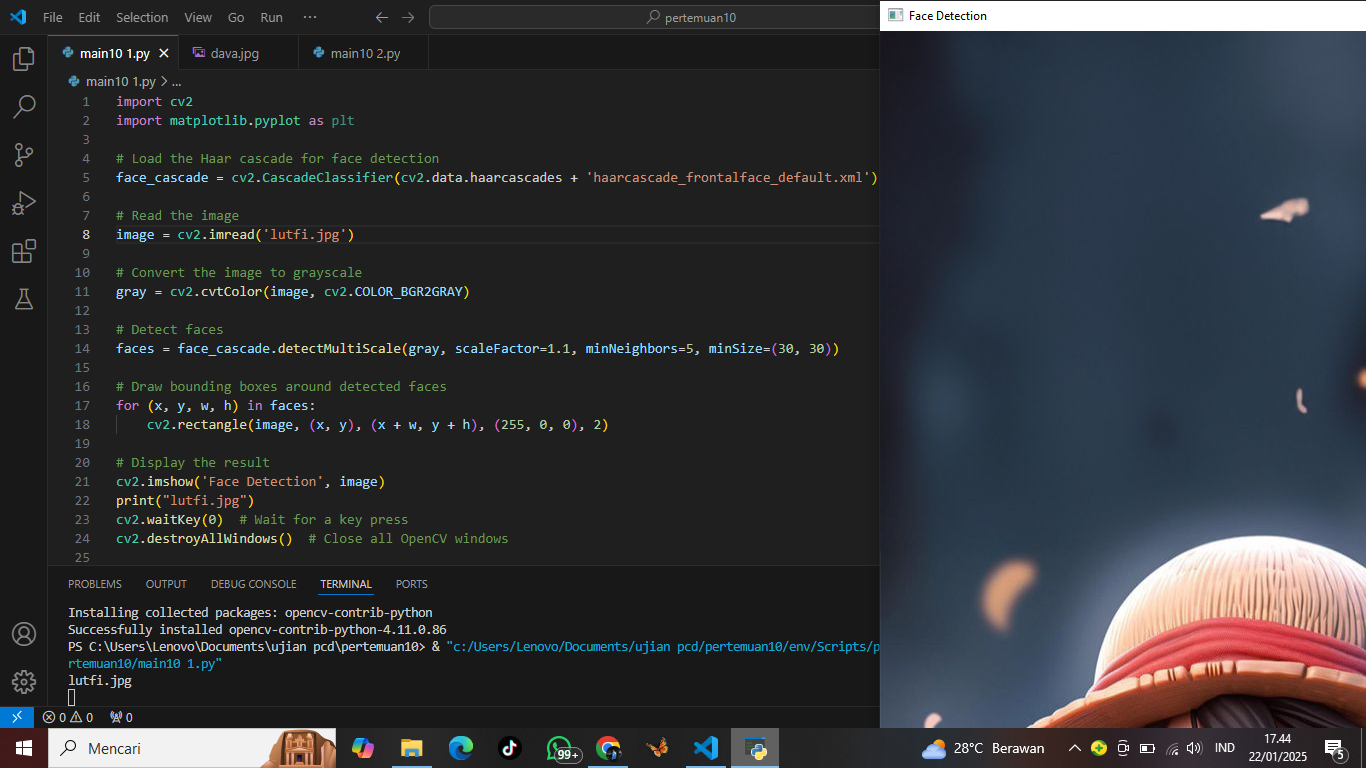 File Edit Selection View Go Run ···
pertemuan10
Face Detection
main10 1.py
dava.jpg
main10 2.py
main10 1.py > ...
1 import cv2
2 import matplotlib.pyplot as plt
3
4 # Load the Haar cascade for face detection
5 face_cascade = cv2.CascadeClassifier(cv2.data.haarcascades + 'haarcascade_frontalface_default.xml')
6
7 # Read the image
8 image = cv2.imread('lutfi.jpg')
9
10 # Convert the image to grayscale
11 gray = cv2.cvtColor(image, cv2.COLOR_BGR2GRAY)
12
13 # Detect faces
14 faces = face_cascade.detectMultiScale(gray, scaleFactor=1.1, minNeighbors=5, minSize=(30, 30))
15
16 # Draw bounding boxes around detected faces
17 for (x, y, w, h) in faces:
18 cv2.rectangle(image, (x, y), (x + w, y + h), (255, 0, 0), 2)
19
20 # Display the result
21 cv2.imshow('Face Detection', image)
22 print("lutfi.jpg")
23 cv2.waitKey(0) # Wait for a key press
24 cv2.destroyAllWindows() # Close all OpenCV windows
25
PROBLEMS OUTPUT DEBUG CONSOLE TERMINAL PORTS
Installing collected packages: opencv-contrib-python
Successfully installed opencv-contrib-python-4.11.0.86
PS C:\Users\Lenovo\Documents\ujian pcd\pertemuan10> & "c:/Users/Lenovo/Documents/ujian pcd/pertemuan10/env/Scripts/p
rtemuan10/main10 1.py"
lutfi.jpg
0 0 0
Mencari
99+
28°C Berawan
IND
17.44
22/01/2025
5